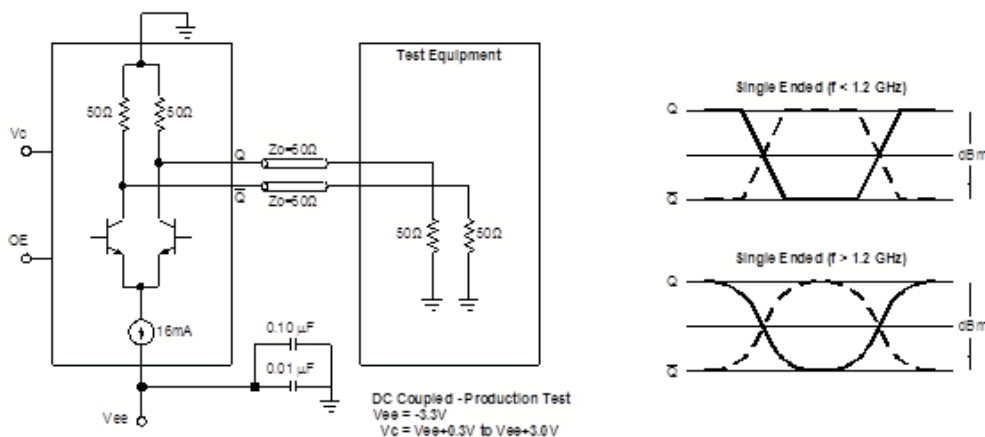 Test Equipment
50Ω
50Ω
Vc
Q
Zo=50Ω
Q
Zo=50Ω
OE
50Ω
50Ω
16mA
0.10 µF
0.01 µF
Vee
DC Coupled - Production Test
Vee = -3.3V
Vc = Vee+0.3V to Vee+3.0V
Single Ended (f < 1.2 GHz)
Q
dBm
Q
Single Ended (f > 1.2 GHz)
Q
dBm
Q